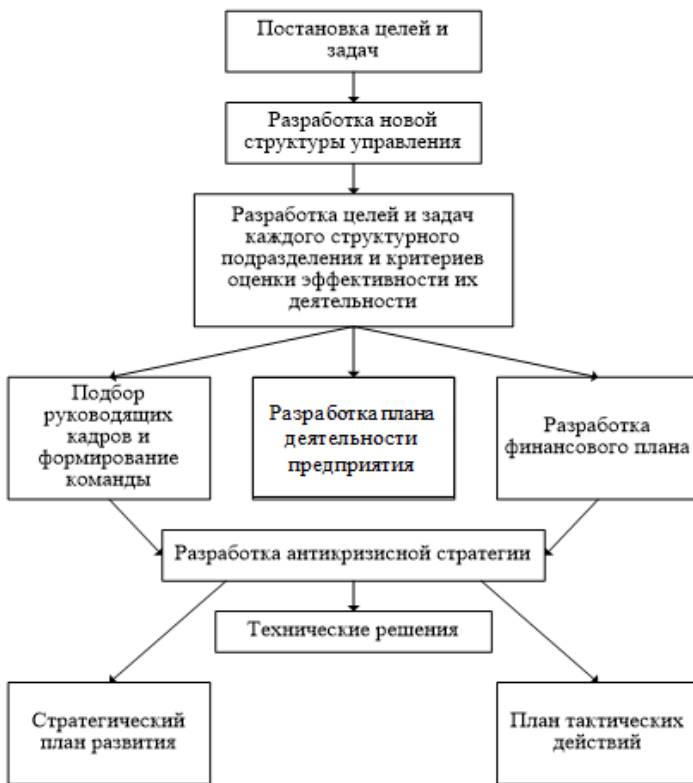 Постановка целей и
задач
Разработка новой
структуры управления
Разработка целей и задач
каждого структурного
подразделения и критериев
оценки эффективности их
деятельности
Подбор
руководящих
кадров и
формирование
команды
Разработка плана
деятельности
предприятия
Разработка
финансового плана
Разработка антикризисной стратегии
Технические решения
Стратегический
план развития
План тактических
действий